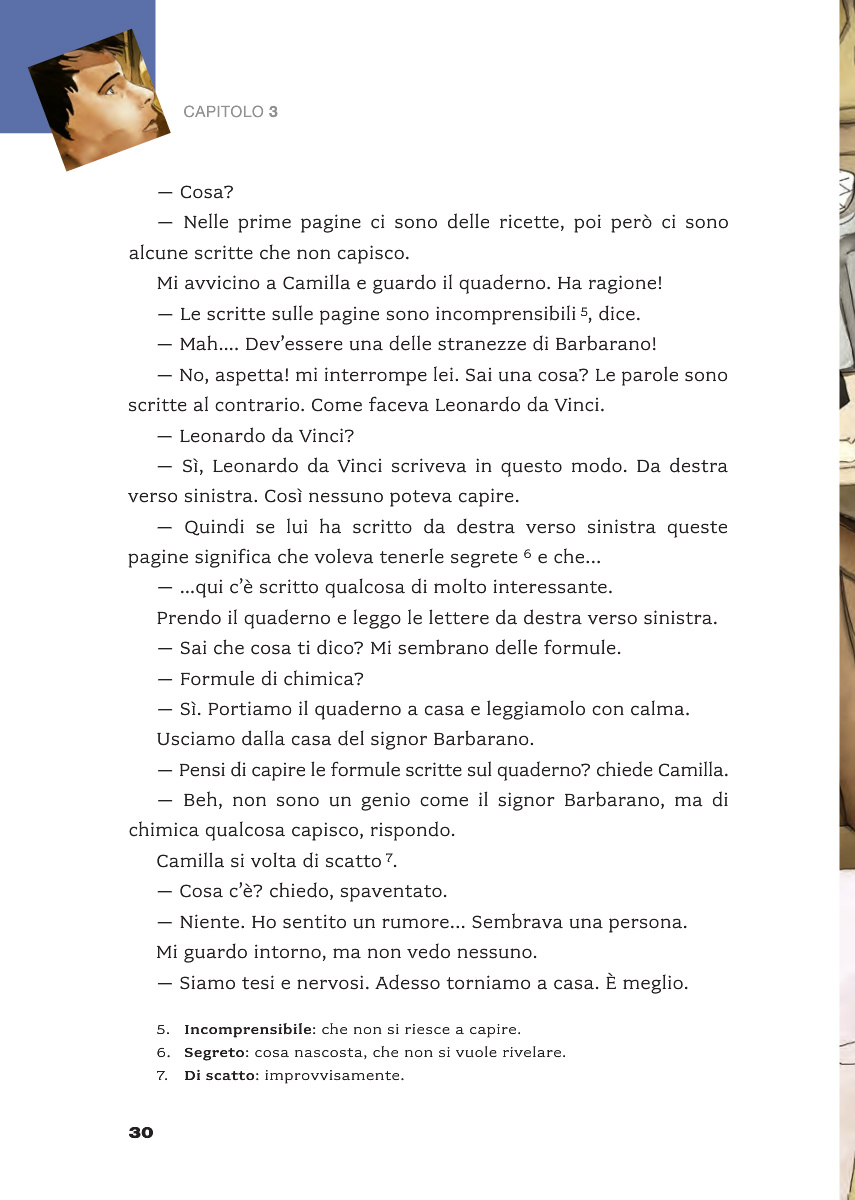 CAPITOLO 3
— Cosa?
— Nelle prime pagine ci sono delle ricette, poi però ci sono
alcune scritte che non capisco.
Mi avvicino a Camilla e guardo il quaderno. Ha ragione!
— Le scritte sulle pagine sono incomprensibili 5, dice.
— Mah.... Dev’essere una delle stranezze di Barbarano!
— No, aspetta! mi interrompe lei. Sai una cosa? Le parole sono
scritte al contrario. Come faceva Leonardo da Vinci.
— Leonardo da Vinci?
— Sì, Leonardo da Vinci scriveva in questo modo. Da destra
verso sinistra. Così nessuno poteva capire.
— Quindi se lui ha scritto da destra verso sinistra queste
pagine significa che voleva tenerle segrete 6 e che...
— ...qui c’è scritto qualcosa di molto interessante.
Prendo il quaderno e leggo le lettere da destra verso sinistra.
— Sai che cosa ti dico? Mi sembrano delle formule.
— Formule di chimica?
— Sì. Portiamo il quaderno a casa e leggiamolo con calma.
Usciamo dalla casa del signor Barbarano.
— Pensi di capire le formule scritte sul quaderno? chiede Camilla.
— Beh, non sono un genio come il signor Barbarano, ma di
chimica qualcosa capisco, rispondo.
Camilla si volta di scatto 7.
— Cosa c’è? chiedo, spaventato.
— Niente. Ho sentito un rumore... Sembrava una persona.
Mi guardo intorno, ma non vedo nessuno.
— Siamo tesi e nervosi. Adesso torniamo a casa. È meglio.
5. Incomprensibile: che non si riesce a capire.
6. Segreto: cosa nascosta, che non si vuole rivelare.
7. Di scatto: improvvisamente.
30